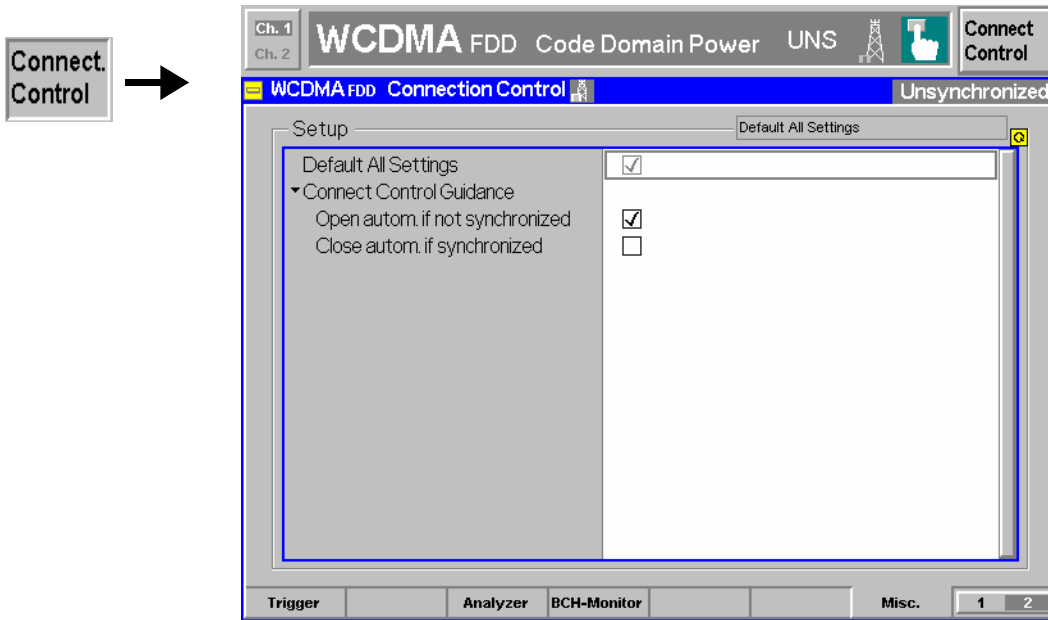 Connect.
Control
Ch. 1
Ch. 2
WCDMA FDD Code Domain Power UNS
Connect
Control
WCDMA FDD Connection Control
Unsynchronized
Setup
Default All Settings
Default All Settings
Connect Control Guidance
Open autom. if not synchronized
Close autom. if synchronized
Trigger Analyzer BCH-Monitor Misc. 1 2